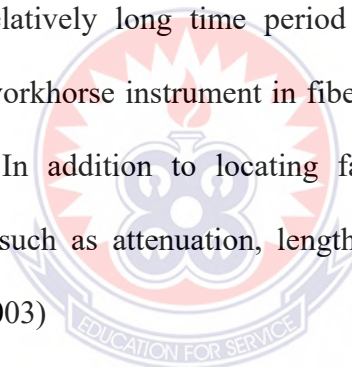 elatively long time period
workhorse instrument in fibe
In addition to locating fa
such as attenuation, length
003)
EDUCATION FOR SERVICE